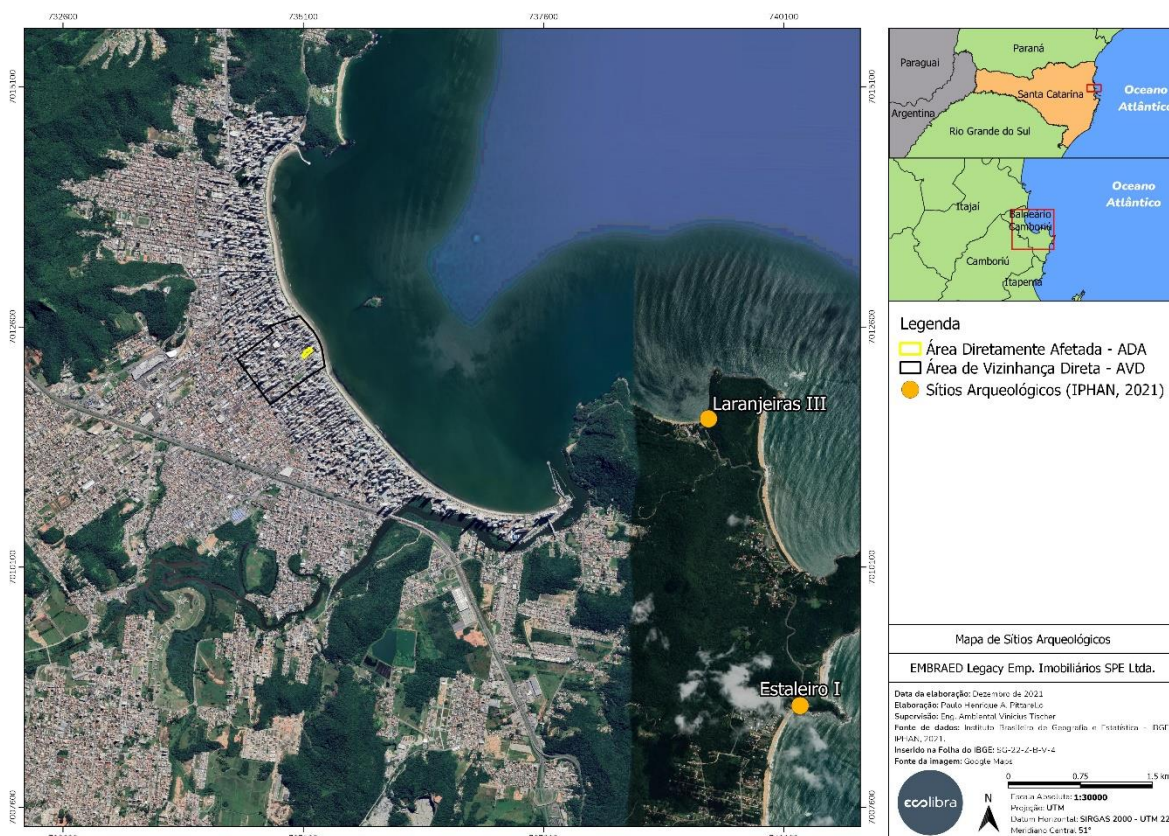 732600
735100
737600
740100
7015100
7015100
7012600
7012600
7010100
7010100
7007600
7007600
Laranjeiras III
Estaleiro I
Paraguai
Paraná
Santa Catarina
Argentina
Oceano
Atlântico
Rio Grande do Sul
Oceano
Atlântico
Itajaí
Balneário
Camboriú
Camboriú
Itapema
Legenda
Área Diretamente Afetada - ADA
Área de Vizinhança Direta - AVD
Sítios Arqueológicos (IPHAN, 2021)
Mapa de Sítios Arqueológicos
EMBRAED Legacy Emp. Imobiliários SPE Ltda.
Data da elaboração: Dezembro de 2021
Elaboração: Paulo Henrique A. Pittarello
Supervisão: Eng. Ambiental Vinicius Tischer
Fonte de dados: Instituto Brasileiro de Geografia e Estatística - IBGE,
IPHAN, 2021.
Inserido na Folha do IBGE: SG-22-Z-B-V-4
Fonte da imagem: Google Maps
ecolibra
N
0 0.75 1.5 km
Escala Absoluta: 1:30000
Projeção: UTM
Datum Horizontal: SIRGAS 2000 - UTM 22
Meridiano Central 51°